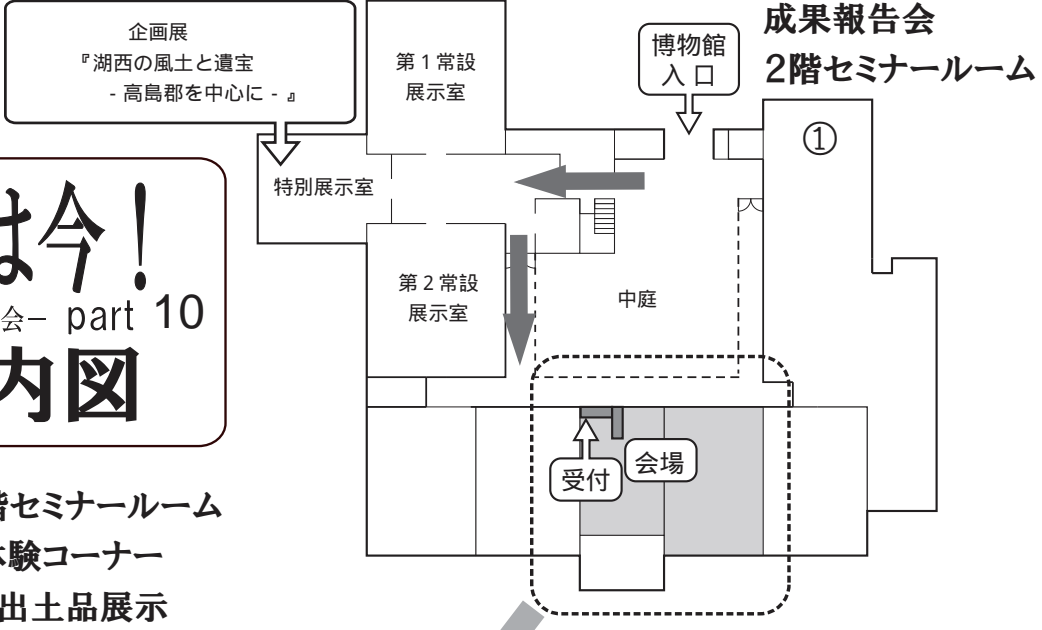 成果報告会
2階セミナールーム
企画展
『湖西の風土と遺宝
- 高島郡を中心に - 』
第1常設
展示室
博物館
入口
①
特別展示室
は今！
会－ part 10
内図
第2常設
展示室
中庭
受付
会場
階セミナールーム
体験コーナー
出土品展示